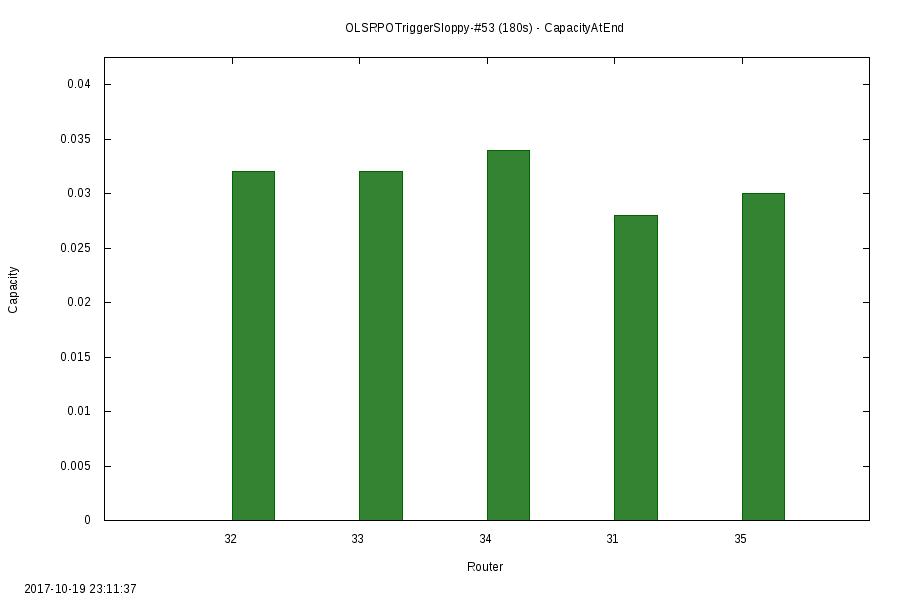 OLSRPOTriggerSloppy-#53 (180s) - CapacityAtEnd
0.04
0.035
0.03
0.025
0.02
0.015
0.01
0.005
0
Capacity
32 33 34 31 35
Router
2017-10-19 23:11:37